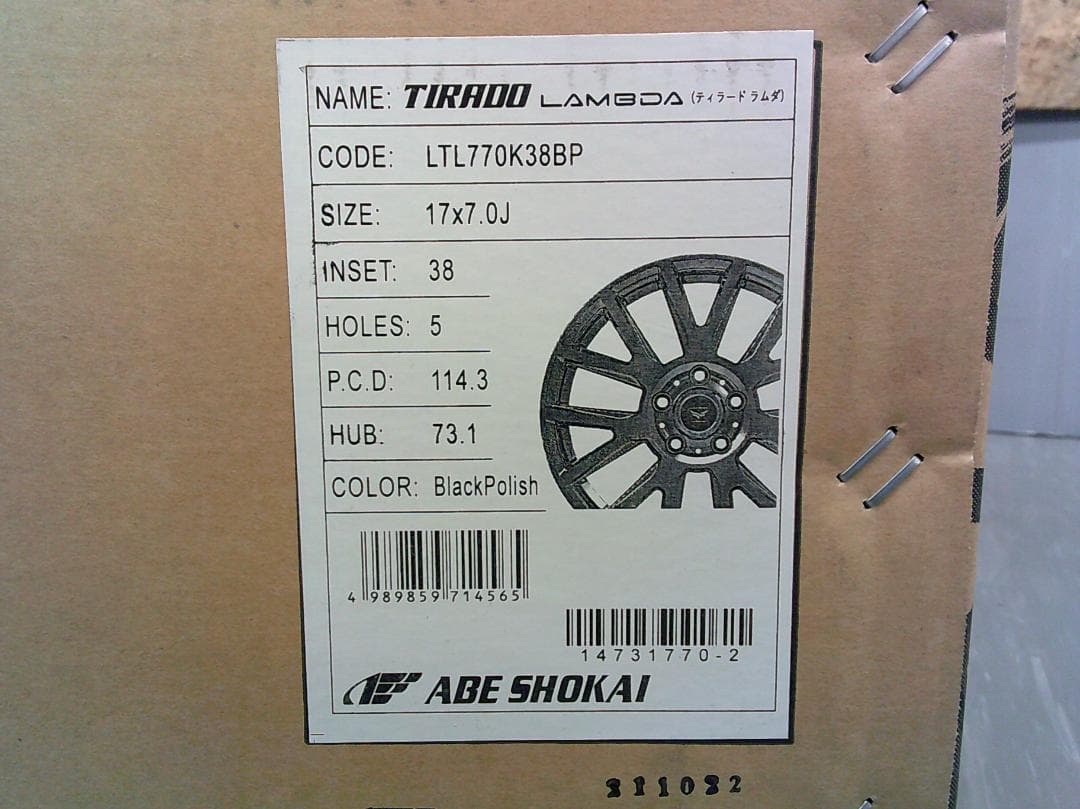 NAME: TIRADO LAMBDA (ティラード ラムダ)
CODE: LTL770K38BP
SIZE: 17x7.0J
INSET: 38
HOLES: 5
P.C.D: 114.3
HUB: 73.1
COLOR: BlackPolish
4 989859 714565
14731770-2
ABE SHOKAI